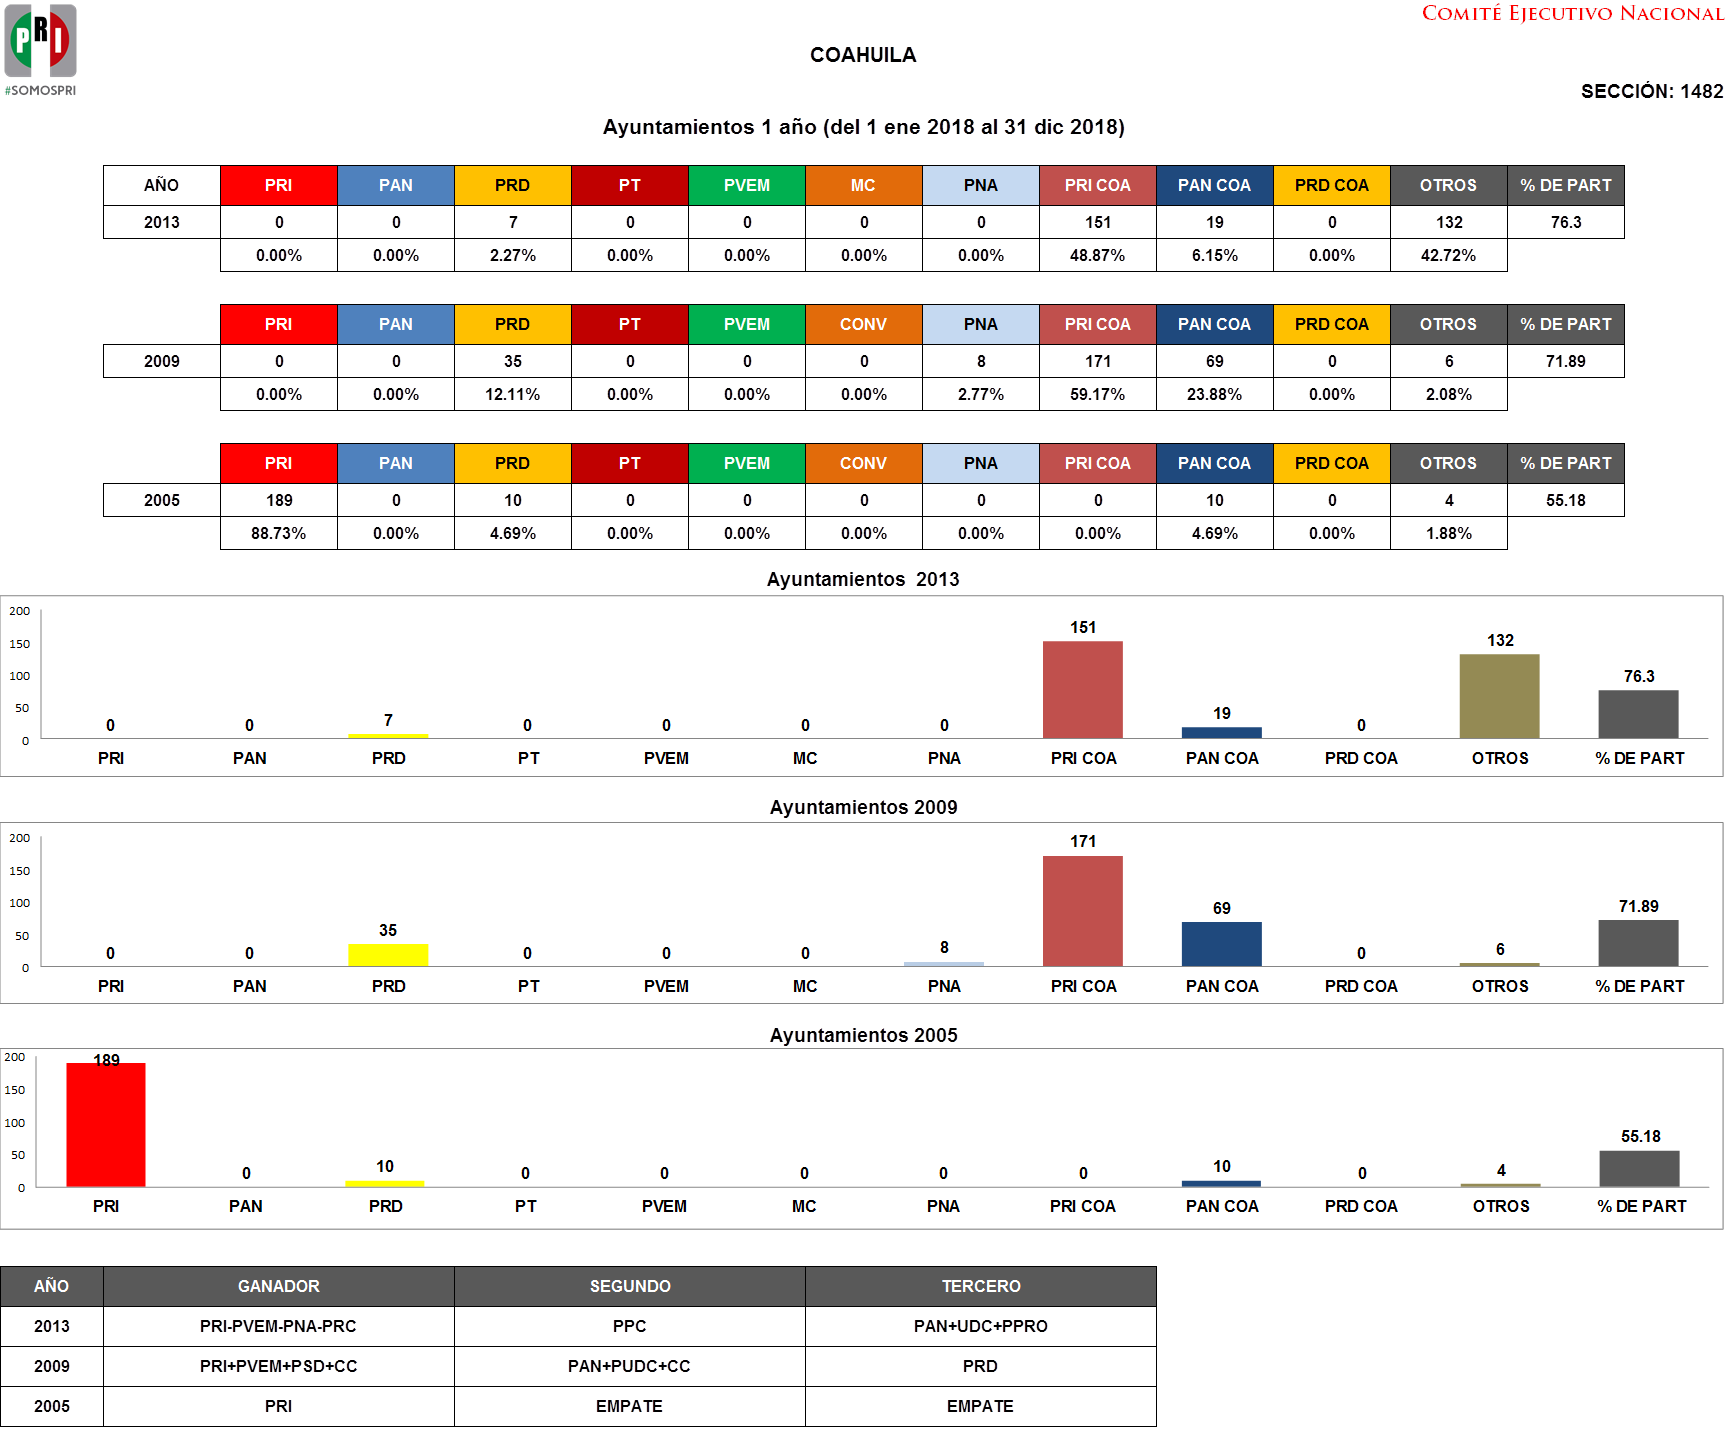 PRI
#SOMOSPRI
COMITÉ EJECUTIVO NACIONAL
COAHUILA
SECCIÓN: 1482
Ayuntamientos 1 año (del 1 ene 2018 al 31 dic 2018)
AÑO PRI PAN PRD PT PVEM MC PNA PRI COA PAN COA PRD COA OTROS % DE PART
2013 0 0 7 0 0 0 0 151 19 0 132 76.3
0.00% 0.00% 2.27% 0.00% 0.00% 0.00% 0.00% 48.87% 6.15% 0.00% 42.72%
PRI PAN PRD PT PVEM CONV PNA PRI COA PAN COA PRD COA OTROS % DE PART
2009 0 0 35 0 0 0 8 171 69 0 6 71.89
0.00% 0.00% 12.11% 0.00% 0.00% 0.00% 2.77% 59.17% 23.88% 0.00% 2.08%
PRI PAN PRD PT PVEM CONV PNA PRI COA PAN COA PRD COA OTROS % DE PART
2005 189 0 10 0 0 0 0 0 10 0 4 55.18
88.73% 0.00% 4.69% 0.00% 0.00% 0.00% 0.00% 0.00% 4.69% 0.00% 1.88%
Ayuntamientos 2013
200
150
100
50
0
0 0 7 0 0 0 0 151 19 0 132 76.3
PRI PAN PRD PT PVEM MC PNA PRI COA PAN COA PRD COA OTROS % DE PART
Ayuntamientos 2009
200
150
100
50
0
0 0 35 0 0 0 8 171 69 0 6 71.89
PRI PAN PRD PT PVEM MC PNA PRI COA PAN COA PRD COA OTROS % DE PART
Ayuntamientos 2005
200
150
100
50
0
189 0 10 0 0 0 0 0 10 0 4 55.18
PRI PAN PRD PT PVEM MC PNA PRI COA PAN COA PRD COA OTROS % DE PART
AÑO GANADOR SEGUNDO TERCERO
2013 PRI-PVEM-PNA-PRC PPC PAN+UDC+PPRO
2009 PRI+PVEM+PSD+CC PAN+PUDC+CC PRD
2005 PRI EMPATE EMPATE